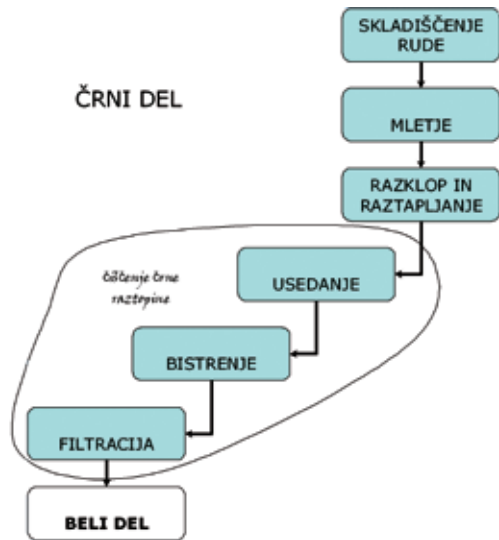 SKLADIŠČENJE
RUDE
ČRNI DEL
MLETJE
RAZKLOP IN
RAZTAPLJANJE
čiščenje črne
raztopine
USEDANJE
BISTRENJE
FILTRACIJA
BELI DEL